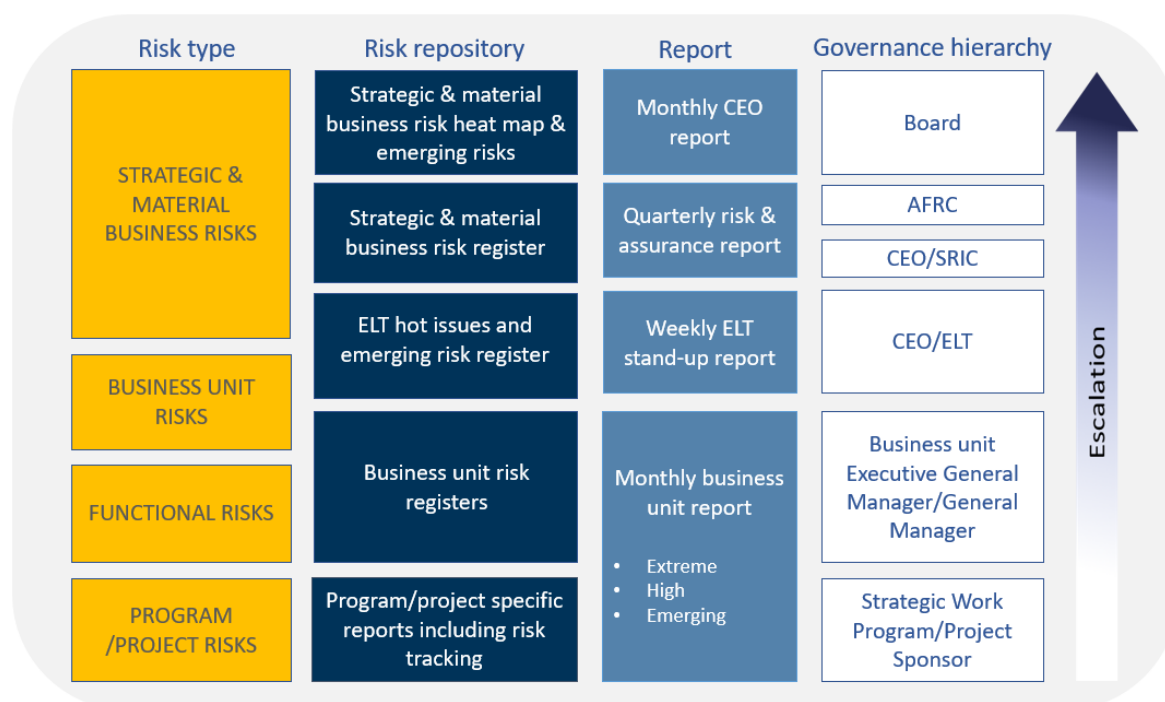 Risk type
Risk repository
Report
Governance hierarchy
STRATEGIC &
MATERIAL
BUSINESS RISKS
BUSINESS UNIT
RISKS
FUNCTIONAL RISKS
PROGRAM
/PROJECT RISKS
Strategic & material
business risk heat map &
emerging risks
Strategic & material
business risk register
ELT hot issues and
emerging risk register
Business unit risk
registers
Program/project specific
reports including risk
tracking
Monthly CEO
report
Quarterly risk &
assurance report
Weekly ELT
stand-up report
Monthly business
unit report
• Extreme
• High
• Emerging
Board
AFRC
CEO/SRIC
CEO/ELT
Business unit
Executive General
Manager/General
Manager
Strategic Work
Program/Project
Sponsor
Escalation